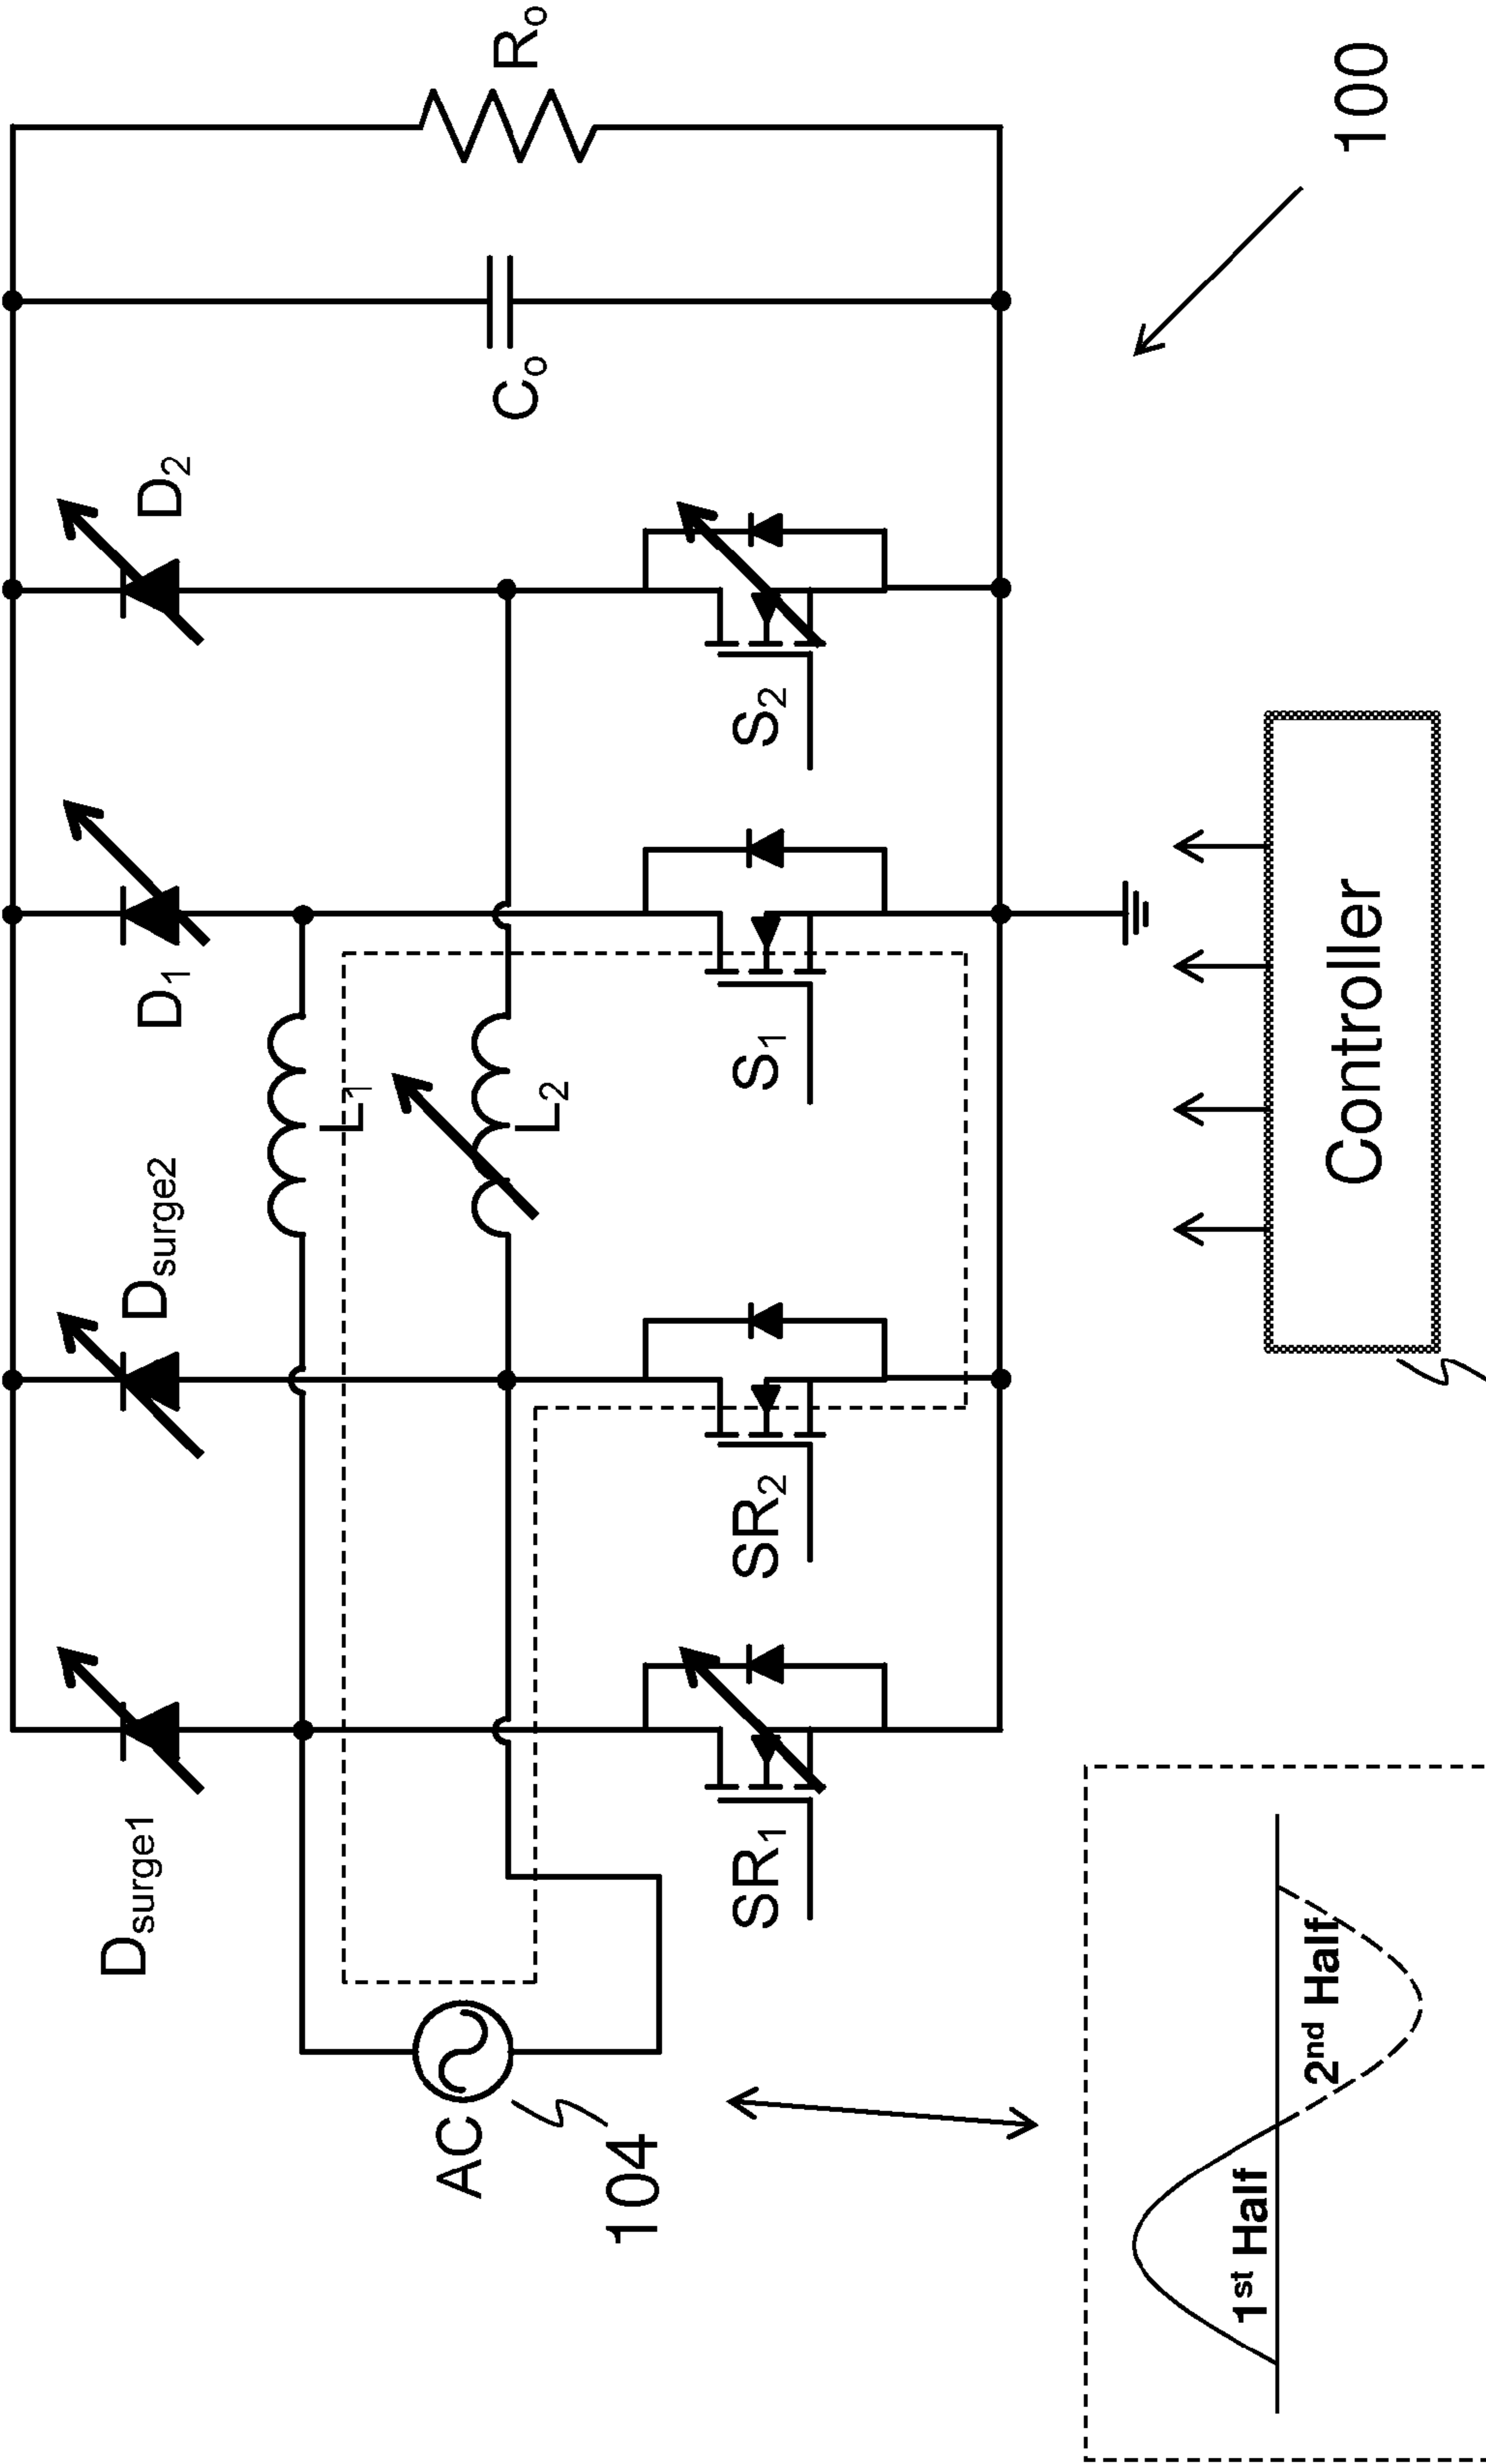 Dsurge1
Dsurge2
D1
D2
L1
L2
AC
104
SR1
SR2
S1
S2
Co
Ro
1st Half
2nd Half
Controller
100